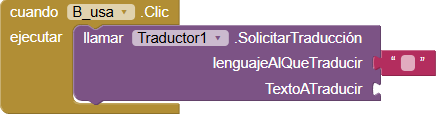 cuando B_usa .Clic
ejecutar llamar Traductor1 .SolicitarTraducción
lenguajeAlQueTraducir " "
TextoATraducir